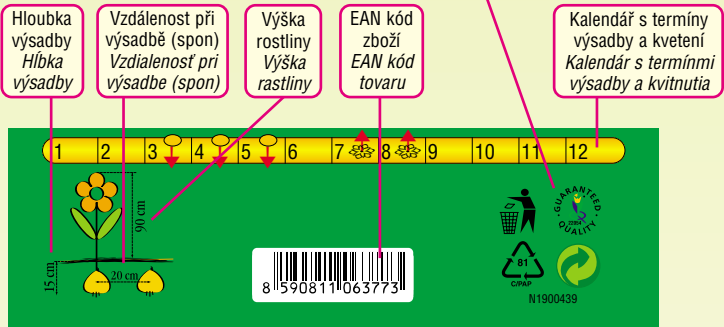 Hloubka
výsadby
Hĺbka
výsadby
Vzdálenost při
výsadbě (spon)
Vzdialenosť pri
výsadbe (spon)
Výška
rostliny
Výška
rastliny
EAN kód
zboží
EAN kód
tovaru
Kalendář s termíny
výsadby a kvetení
Kalendár s termínmi
výsadby a kvitnutia
1 2 3 4 5 6 7 8 9 10 11 12
90 cm
15 cm
20 cm
8 590811 063773
GUARANTEED
QUALITY
81
C/PAP
N1900439